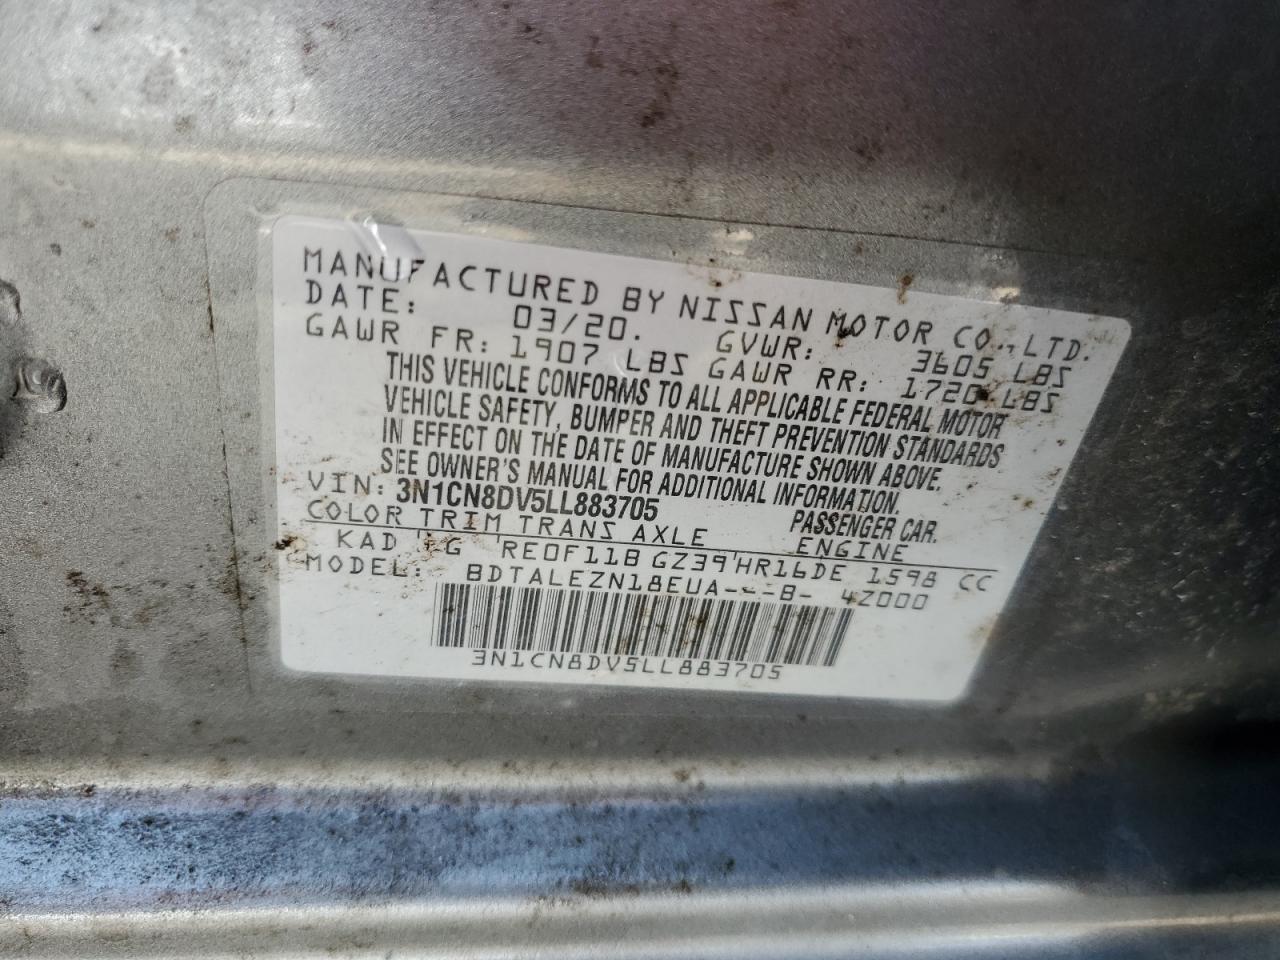 MANUFACTURED BY NISSAN MOTOR CO.,LTD.
DATE: 03/20. GVWR: 3605 LBS
GAWR FR: 1907 LBS GAWR RR: 1720 LBS
THIS VEHICLE CONFORMS TO ALL APPLICABLE FEDERAL MOTOR
VEHICLE SAFETY, BUMPER AND THEFT PREVENTION STANDARDS
IN EFFECT ON THE DATE OF MANUFACTURE SHOWN ABOVE.
SEE OWNER'S MANUAL FOR ADDITIONAL INFORMATION.
VIN: 3N1CN8DV5LL883705 PASSENGER CAR.
COLOR TRIM TRANS AXLE ENGINE
KAD G RE0F11B GZ39 HR16DE 1598 CC
MODEL: BDTALEZN18EUA---B- 4Z000
3N1CN8DV5LL883705